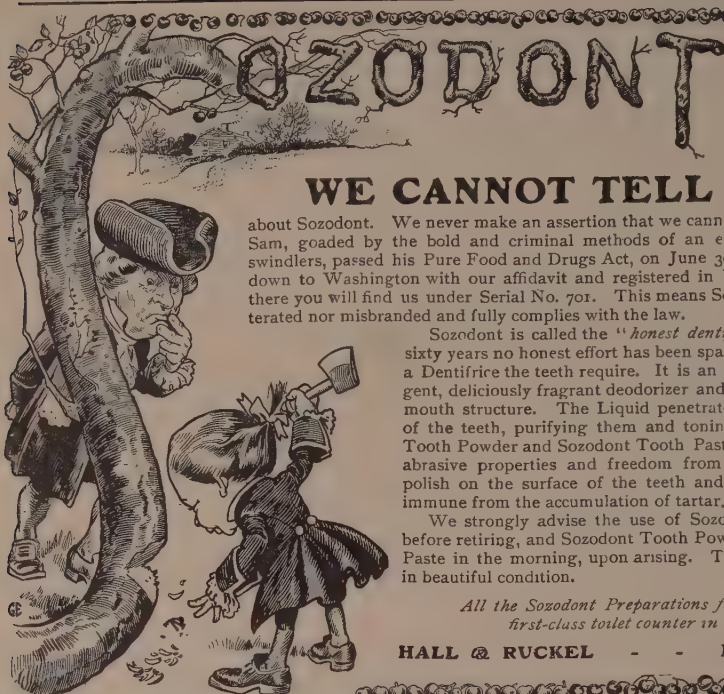 SOZODONT
WE CANNOT TELL
about Sozodont. We never make an assertion that we cann
Sam, goaded by the bold and criminal methods of an e
swindlers, passed his Pure Food and Drugs Act, on June 3
down to Washington with our affidavit and registered in
there you will find us under Serial No. 701. This means S
terated nor misbranded and fully complies with the law.
Sozodont is called the "honest denti
sixty years no honest effort has been spa
a Dentifrice the teeth require. It is an
gent, deliciously fragrant deodorizer and
mouth structure. The Liquid penetrat
of the teeth, purifying them and tonin
Tooth Powder and Sozodont Tooth Past
abrasive properties and freedom from
polish on the surface of the teeth and
immune from the accumulation of tartar.
We strongly advise the use of Sozo
before retiring, and Sozodont Tooth Pow
Paste in the morning, upon arising. T
in beautiful condition.
All the Sozodont Preparations f
first-class toilet counter in
HALL & RUCKEL - -